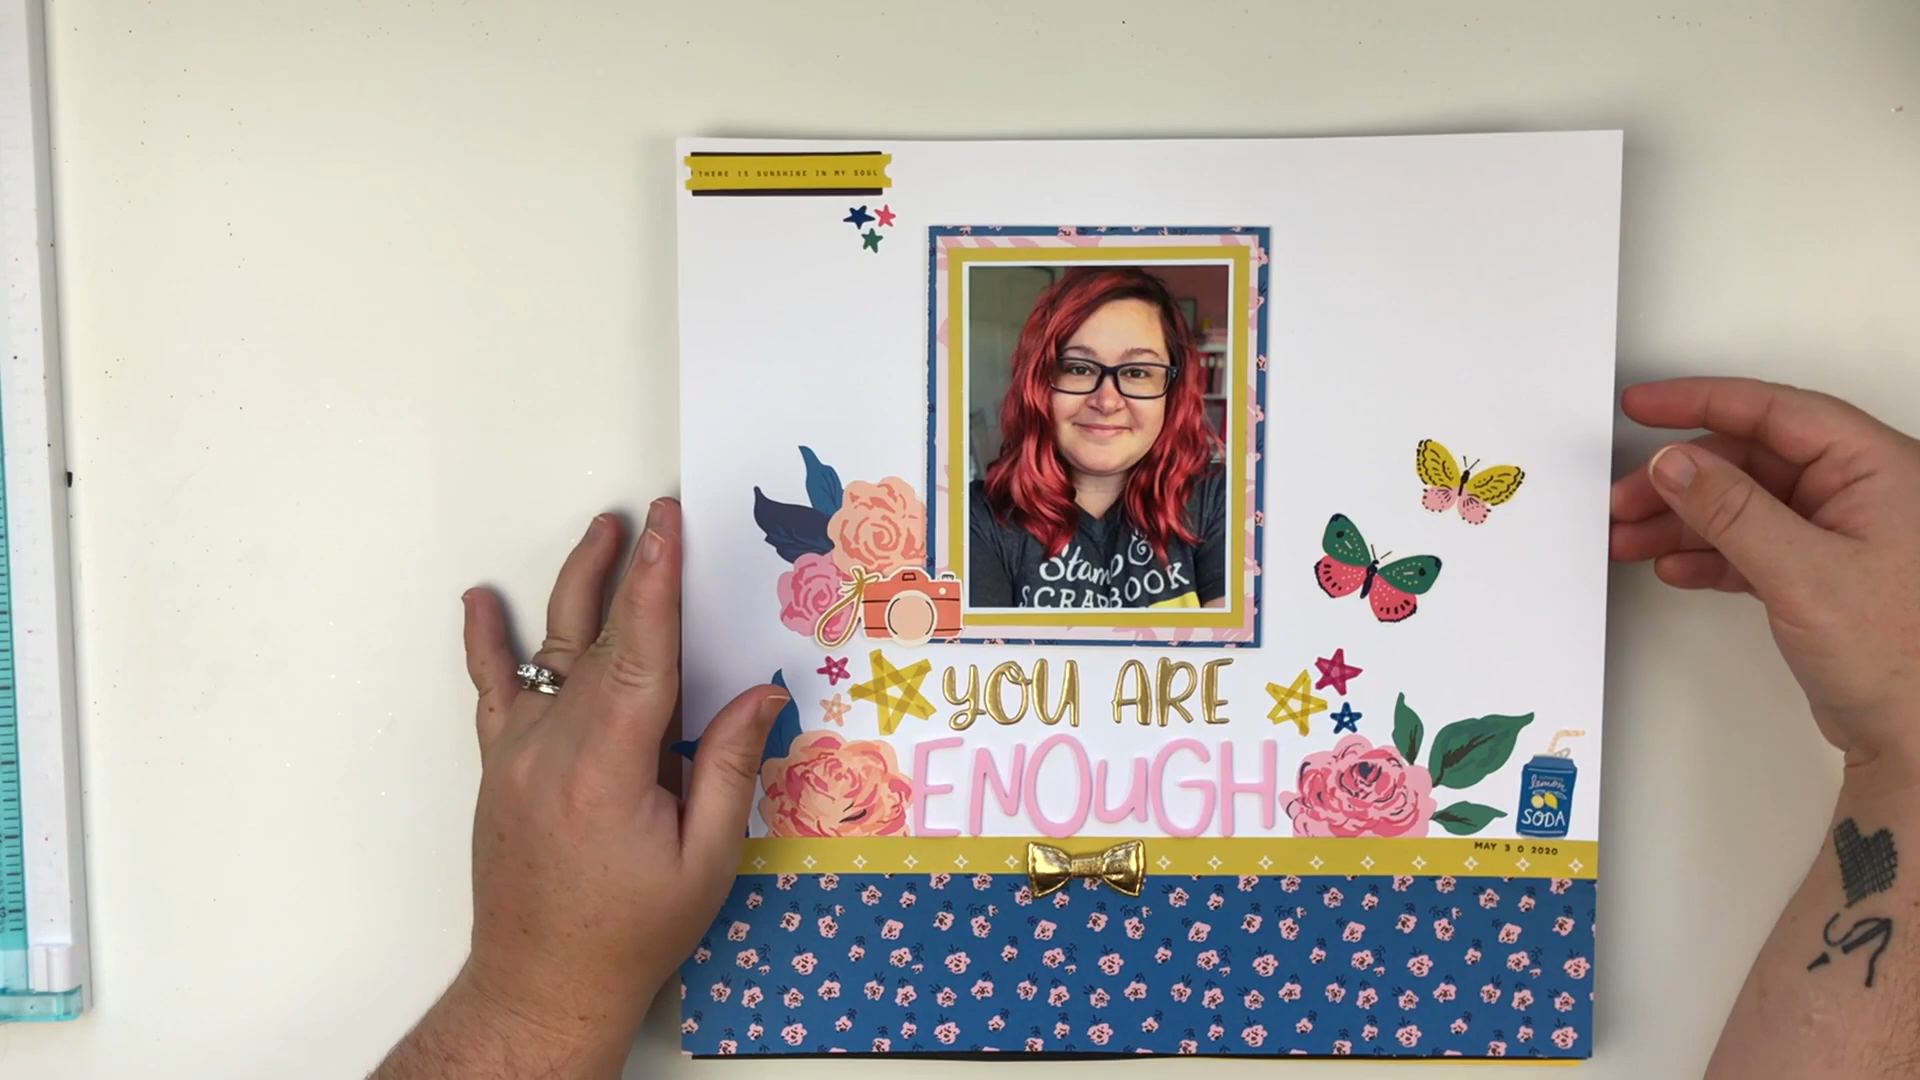 THERE IS SUNSHINE IN MY SOUL
Stamp &
SCRAPBOOK
YOU ARE
ENOUGH
lemon
SODA
MAY 3 0 2020